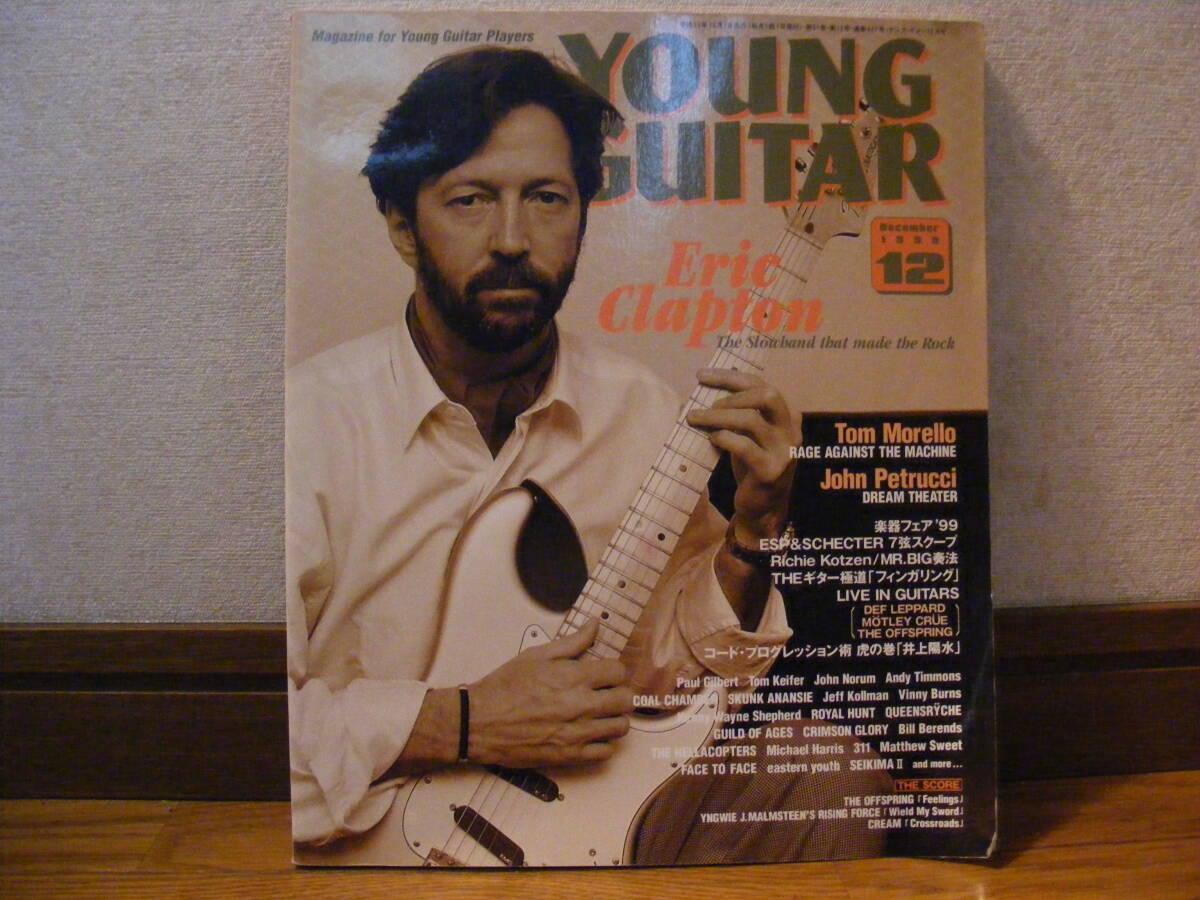 Magazine for Young Guitar Players
YOUNG
GUITAR
December
1999
12
Eric
Clapton
The Slowhand that made the Rock
Tom Morello
RAGE AGAINST THE MACHINE
John Petrucci
DREAM THEATER
楽器フェア '99
ESP&SCHECTER 7弦スクープ
Richie Kotzen/MR.BIG奏法
THEギター極道「フィンガリング」
LIVE IN GUITARS
DEF LEPPARD
MÖTLEY CRÜE
THE OFFSPRING
コード・プログレッション術 虎の巻「井上陽水」
Paul Gilbert Tom Keifer John Norum Andy Timmons
COAL CHAMBER SKUNK ANANSIE Jeff Kollman Vinny Burns
Kenny Wayne Shepherd ROYAL HUNT QUEENSRŸCHE
GUILD OF AGES CRIMSON GLORY Bill Berends
THE HELLACOPTERS Michael Harris 311 Matthew Sweet
FACE TO FACE eastern youth SEIKIMA II and more...
THE SCORE
THE OFFSPRING「Feelings」
YNGWIE J.MALMSTEEN'S RISING FORCE「Wield My Sword」
CREAM「Crossroads」